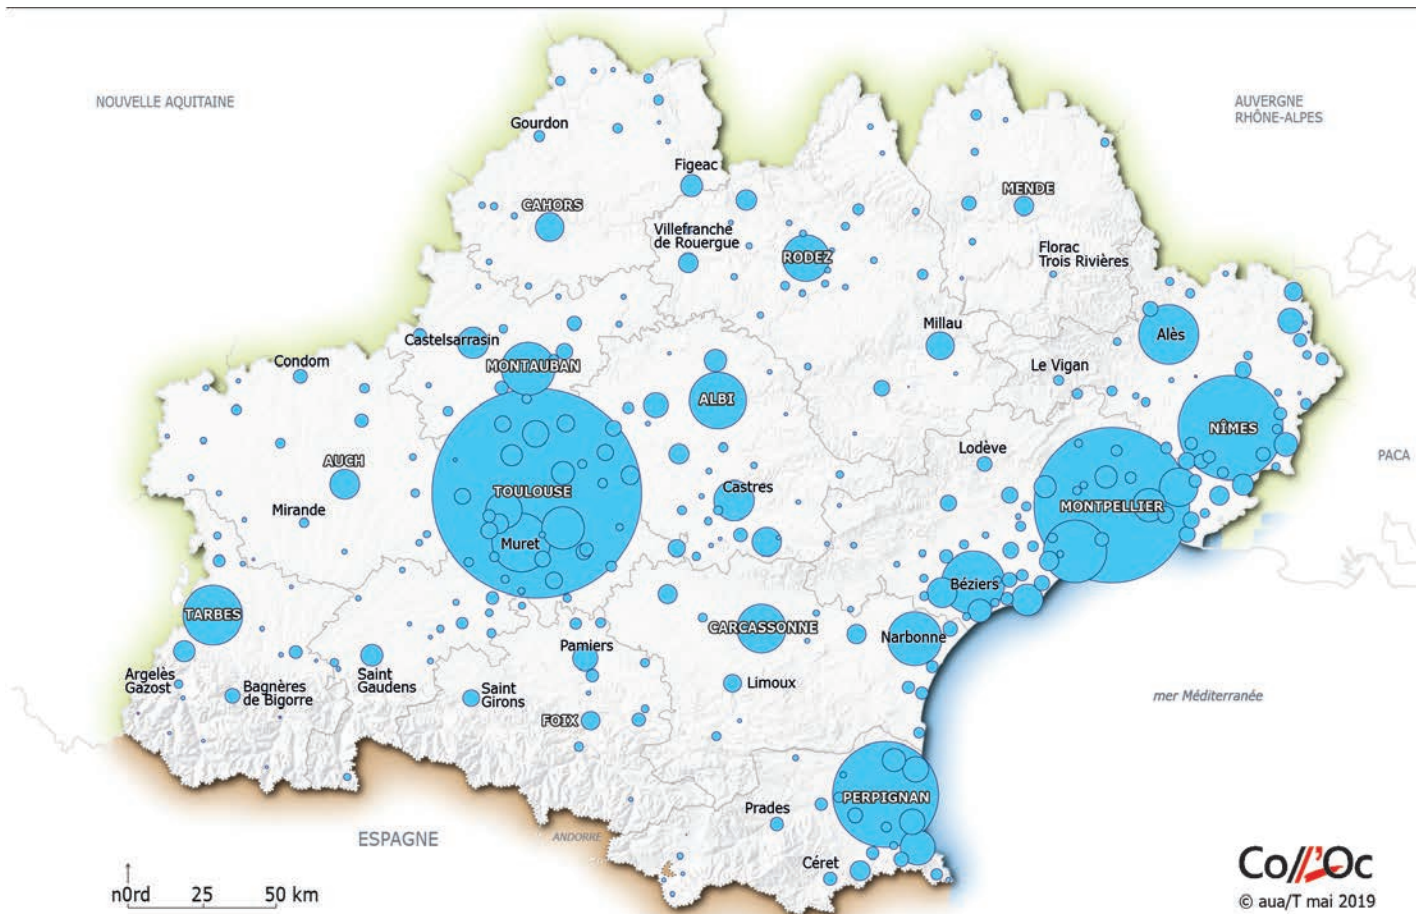 NOUVELLE AQUITAINE
AUVERGNE
RHÔNE-ALPES
Gourdon
Figeac
MENDE
CAHORS
Villefranche
de Rouergue
RODEZ
Florac
Trois Rivières
Castelsarrasin
Millau
Alès
Condom
MONTAUBAN
Le Vigan
ALBI
NÎMES
AUCH
Lodève
PACA
TOULOUSE
Castres
MONTPELLIER
Mirande
Muret
Béziers
TARBES
CARCASSONNE
Narbonne
Pamiers
Argelès
Gazost
Bagnères
de Bigorre
Saint
Gaudens
Saint
Girons
Limoux
mer Méditerranée
FOIX
PERPIGNAN
Prades
ESPAGNE
ANDORRE
Céret
Co//'Oc
nord 25 50 km
© aua/T mai 2019